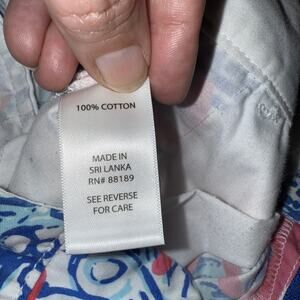 100% COTTON
MADE IN
SRI LANKA
RN# 88189
SEE REVERSE
FOR CARE